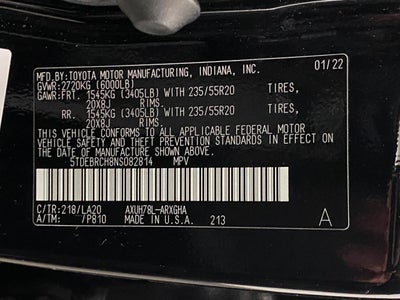 MFD.BY:TOYOTA MOTOR MANUFACTURING, INDIANA, INC. 01/22
GVWR:2720KG (6000LB)
GAWR:FRT. 1545KG (3405LB) WITH 235/55R20 TIRES,
20X8J RIMS.
RR. 1545KG (3405LB) WITH 235/55R20 TIRES,
20X8J RIMS.
THIS VEHICLE CONFORMS TO ALL APPLICABLE FEDERAL MOTOR
VEHICLE SAFETY AND THEFT PREVENTION STANDARDS IN EFFECT
ON THE DATE OF MANUFACTURE SHOWN ABOVE.
5TDEBRCH8NS082814 MPV
C/TR:218/LA20 AXUH78L-ARXGHA
A/TM: /P810 MADE IN U.S.A. 213 A